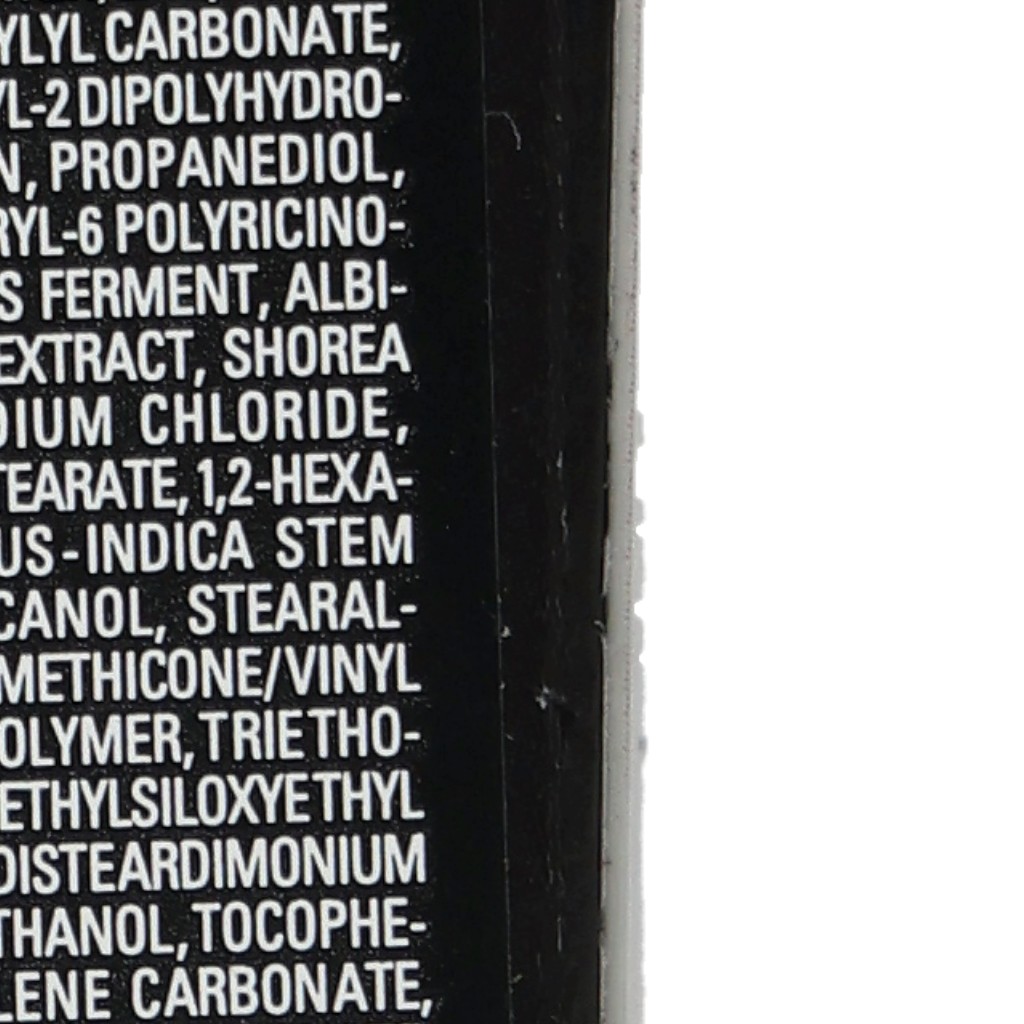 YLYL CARBONATE,
YL-2 DIPOLYHYDRO-
N, PROPANEDIOL,
RYL-6 POLYRICINO-
S FERMENT, ALBI-
EXTRACT, SHOREA
DIUM CHLORIDE,
TEARATE, 1,2-HEXA-
US-INDICA STEM
CANOL, STEARAL-
METHICONE/VINYL
OLYMER, TRIETHO-
ETHYLSILOXYETHYL
DISTEARDIMONIUM
THANOL, TOCOPHE-
LENE CARBONATE,